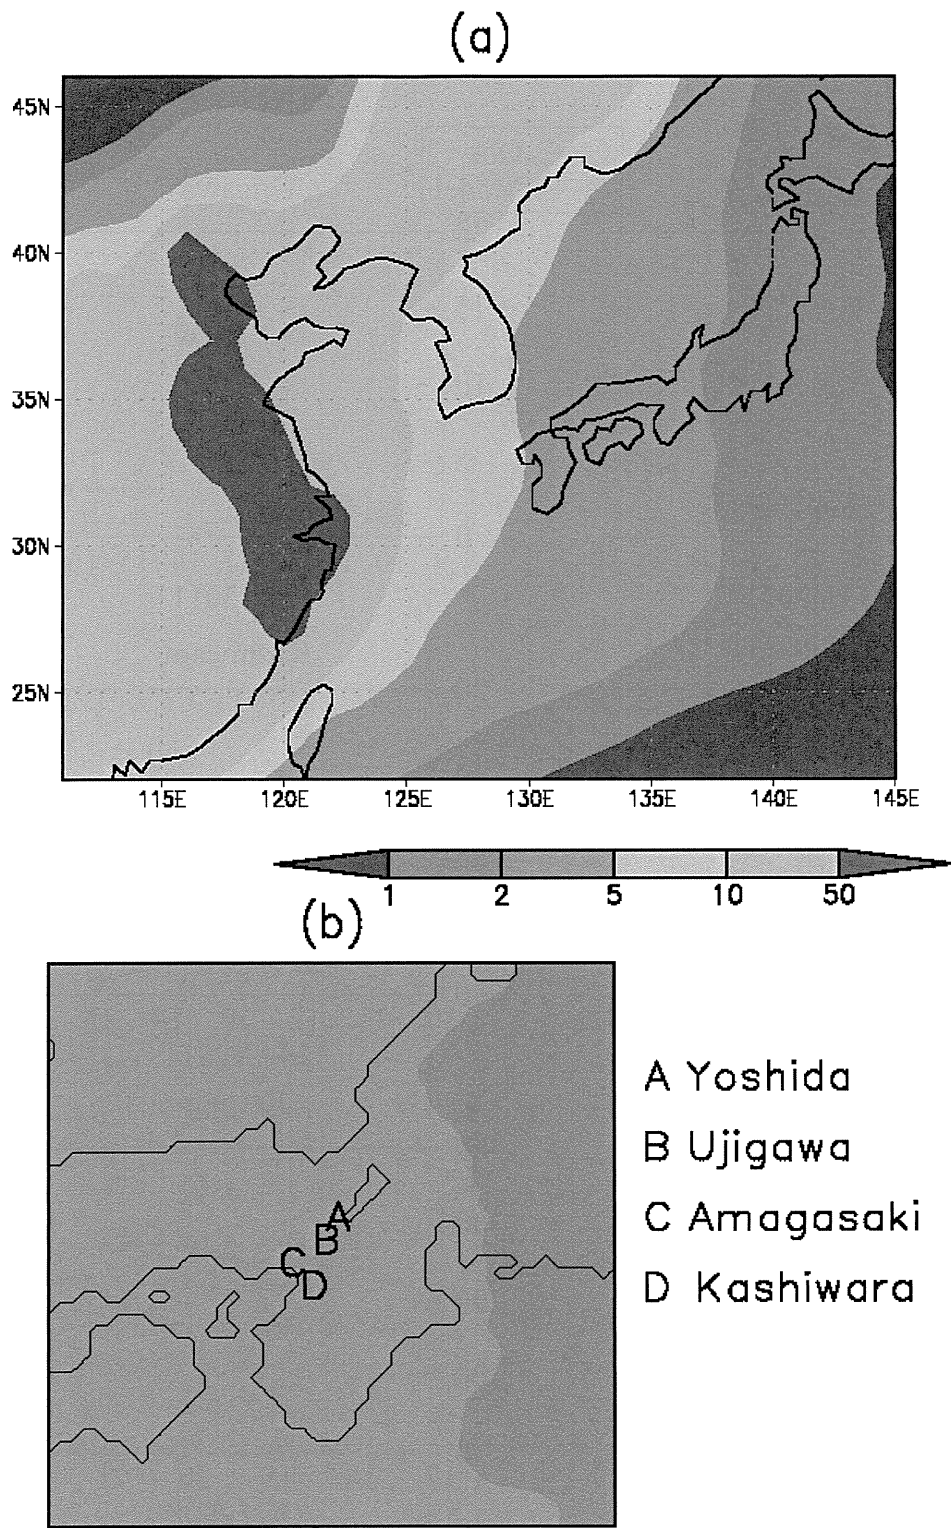 (a)
45N
40N
35N
30N
25N
115E 120E 125E 130E 135E 140E 145E
1 2 5 10 50
(b)
A Yoshida
B Ujigawa
C Amagasaki
D Kashiwara
A
B
C
D